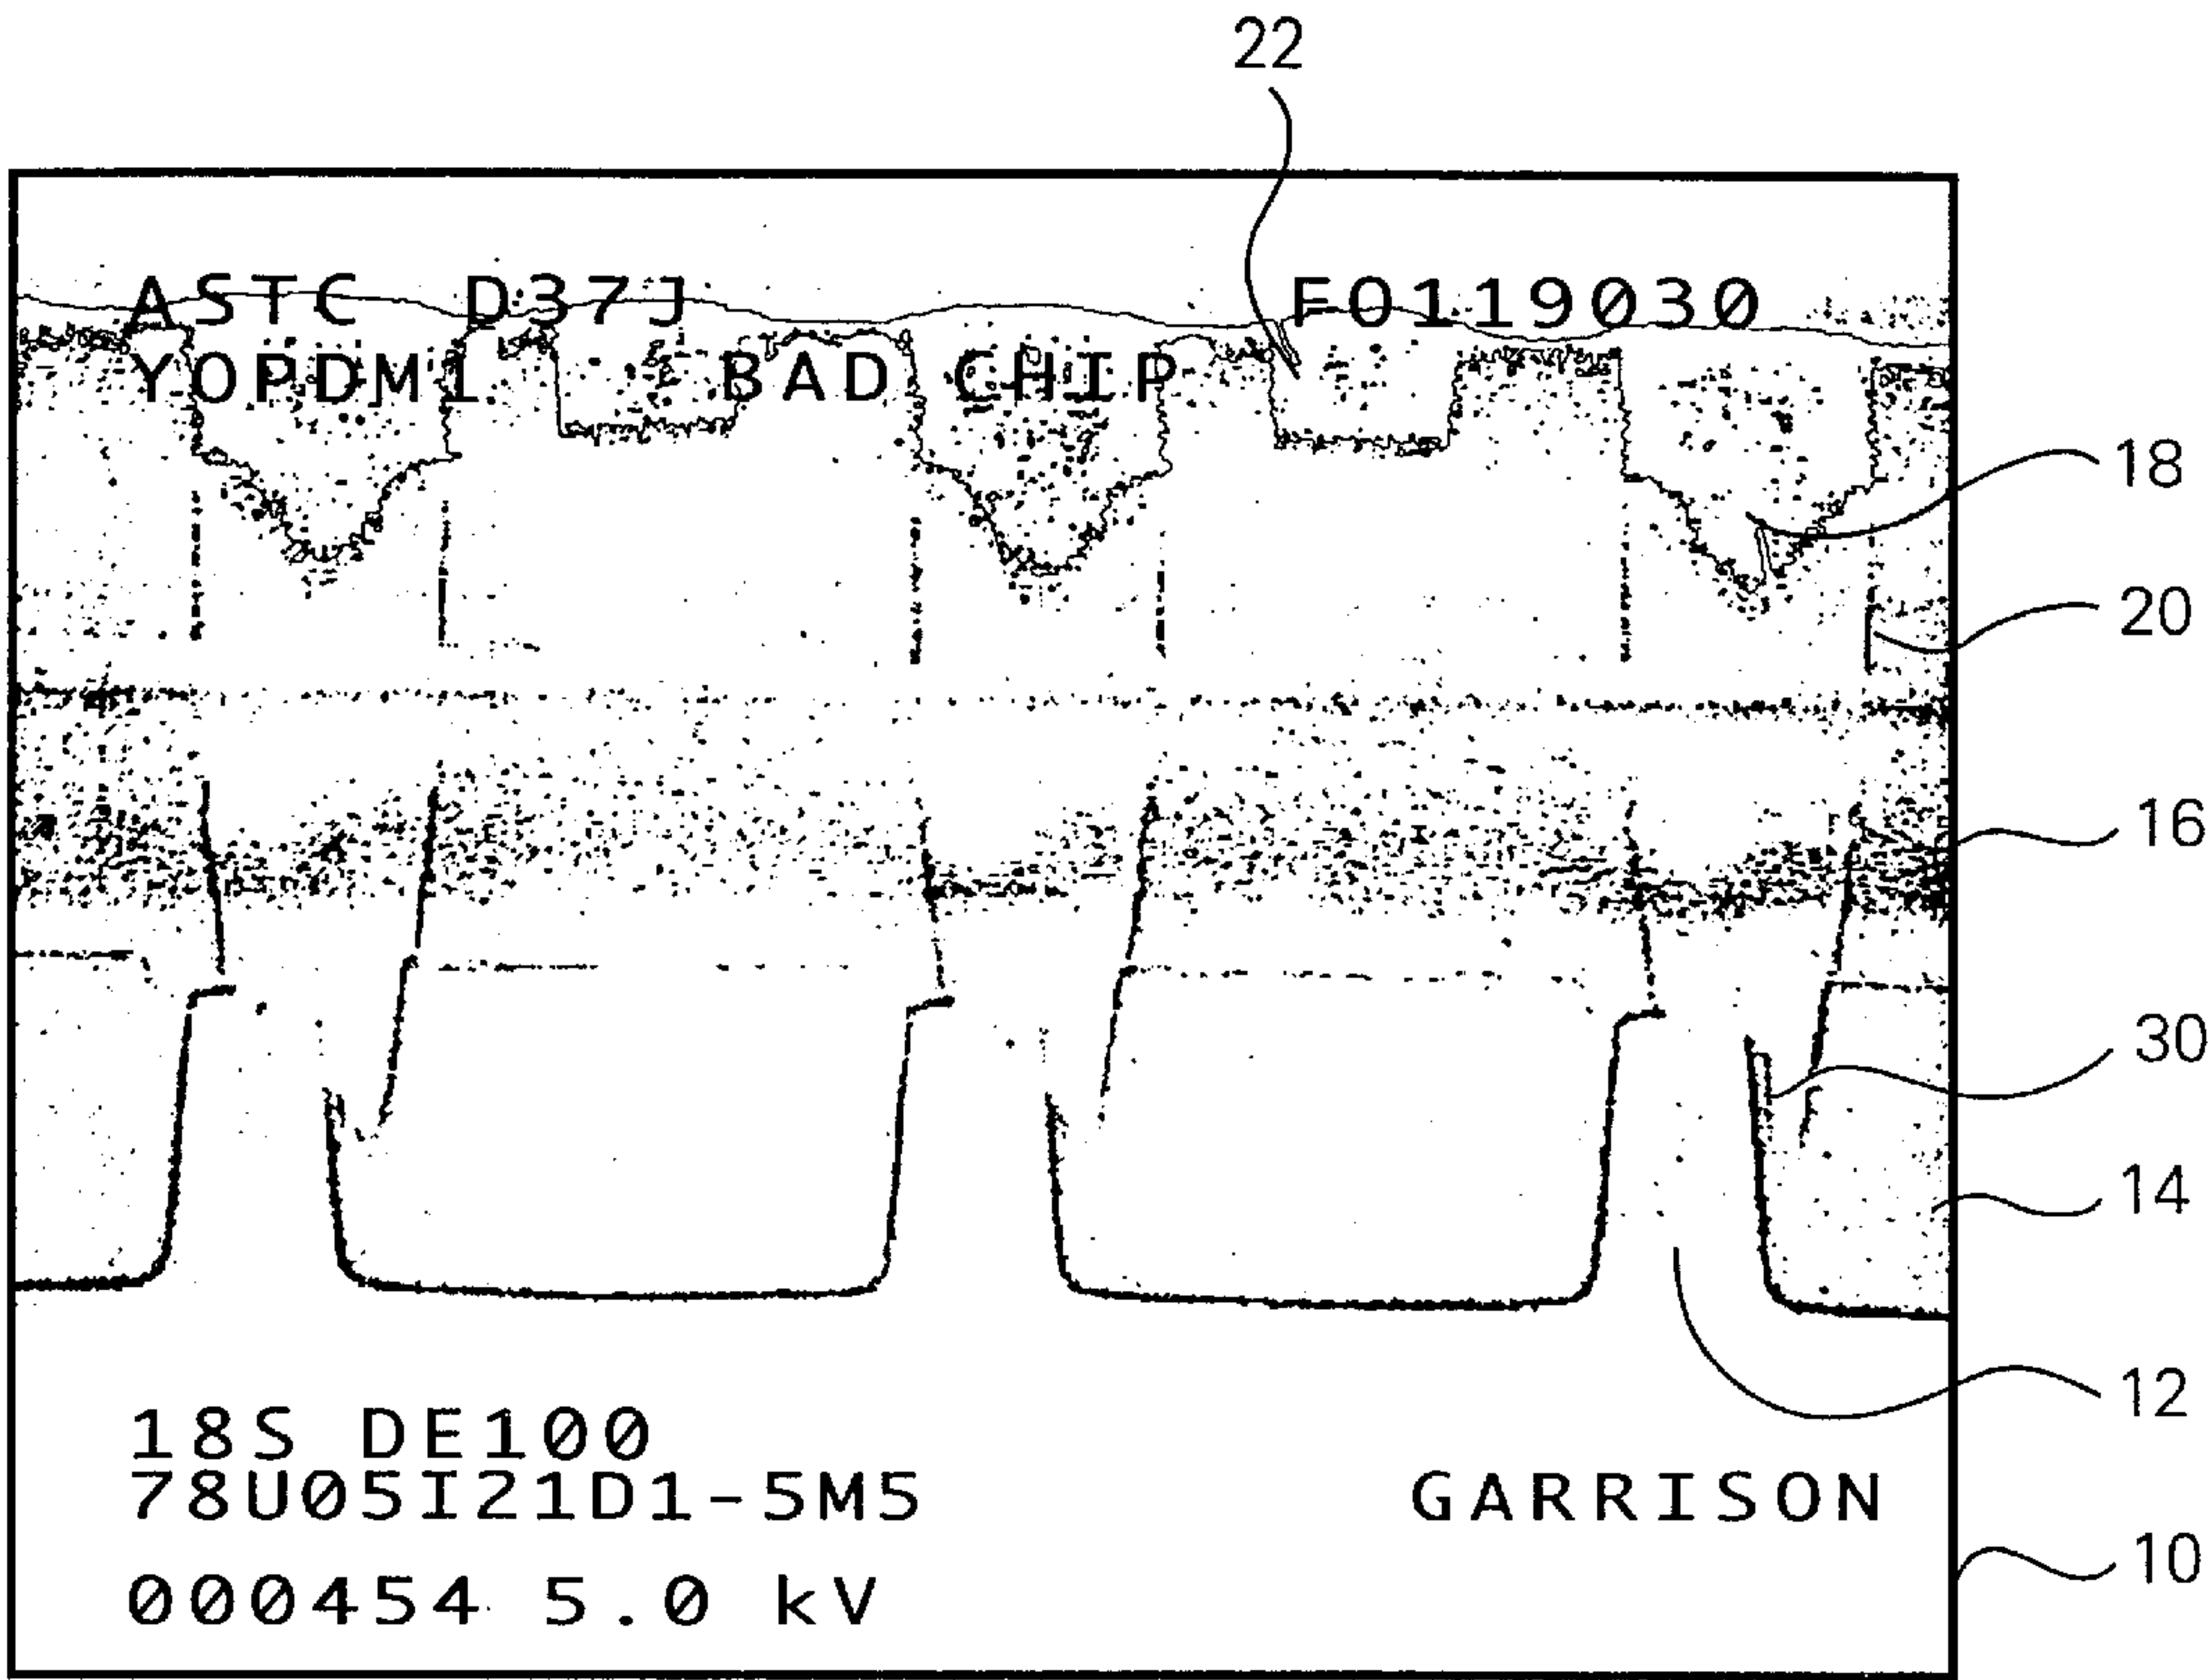 22
ASTC D37J FO119030
YOPDM1 BAD CHIP
18
20
16
30
14
12
18S DE100
78U05I21D1-5M5 GARRISON
10
000454 5.0 kV